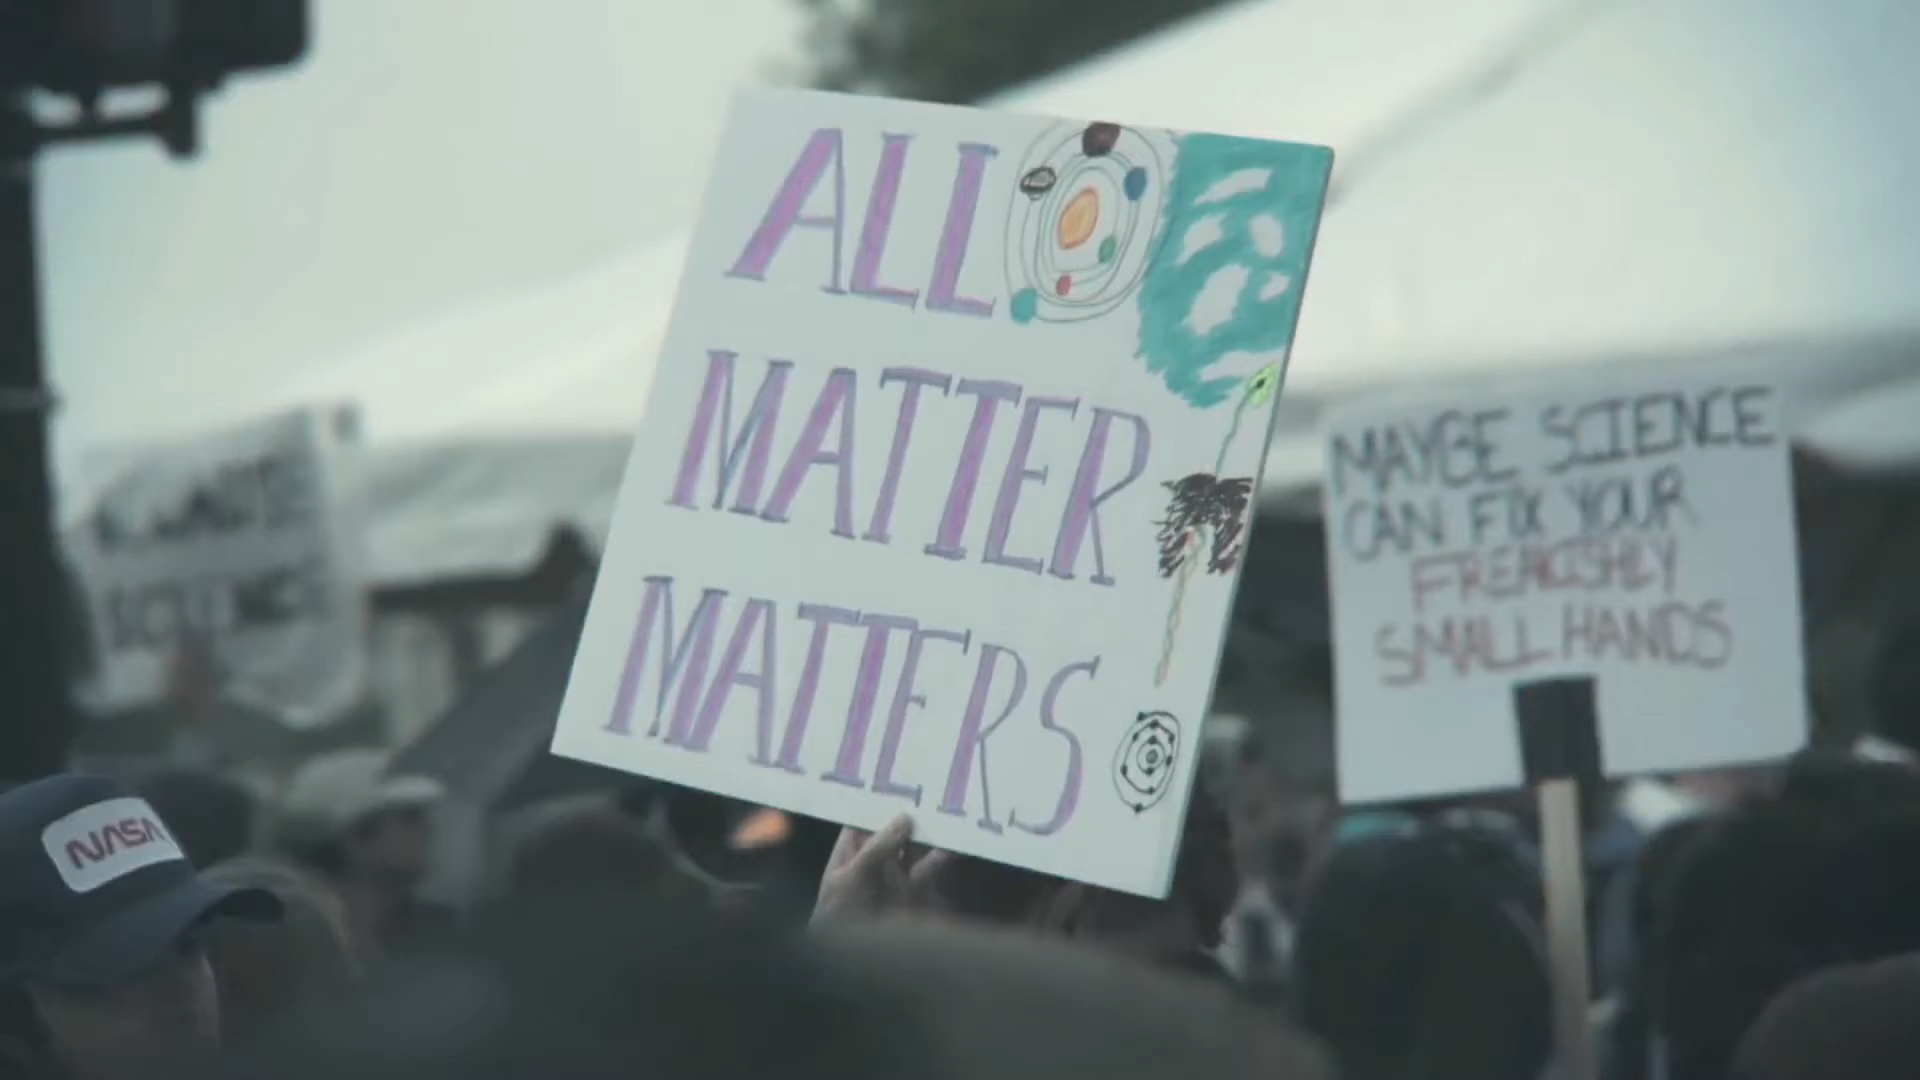 NASA
ALL
MATTER
MATTERS
MAYBE SCIENCE
CAN FIX YOUR
FREAKISHLY
SMALL HANDS